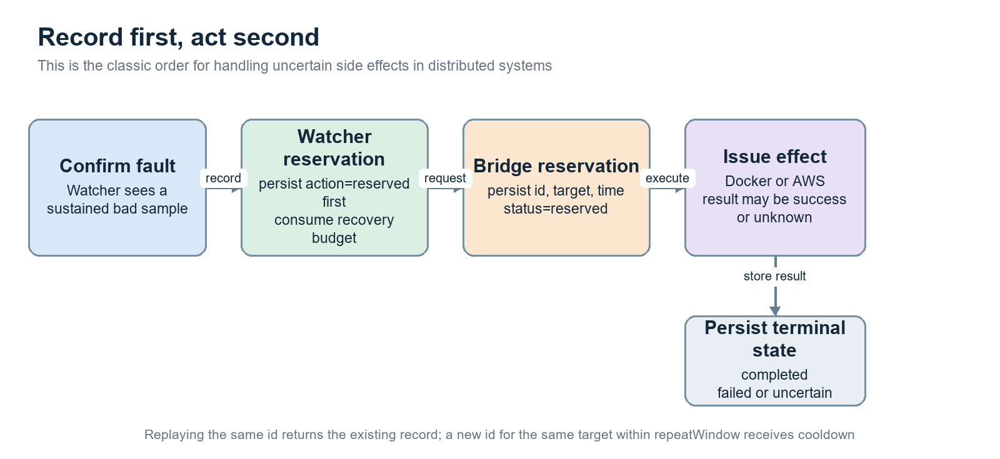 Record first, act second
This is the classic order for handling uncertain side effects in distributed systems
Confirm fault
Watcher sees a
sustained bad sample
record
Watcher
reservation
persist action=reserved
first
consume recovery
budget
request
Bridge reservation
persist id, target, time
status=reserved
execute
Issue effect
Docker or AWS
result may be success
or unknown
store result
Persist terminal
state
completed
failed or uncertain
Replaying the same id returns the existing record; a new id for the same target within repeatWindow receives cooldown